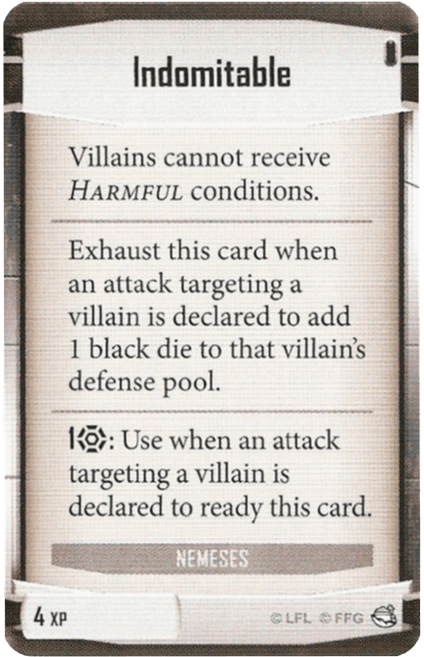 Indomitable
Villains cannot receive
HARMFUL conditions.
Exhaust this card when
an attack targeting a
villain is declared to add
1 black die to that villain's
defense pool.
1: Use when an attack
targeting a villain is
declared to ready this card.
NEMESES
4 XP
© LFL © FFG